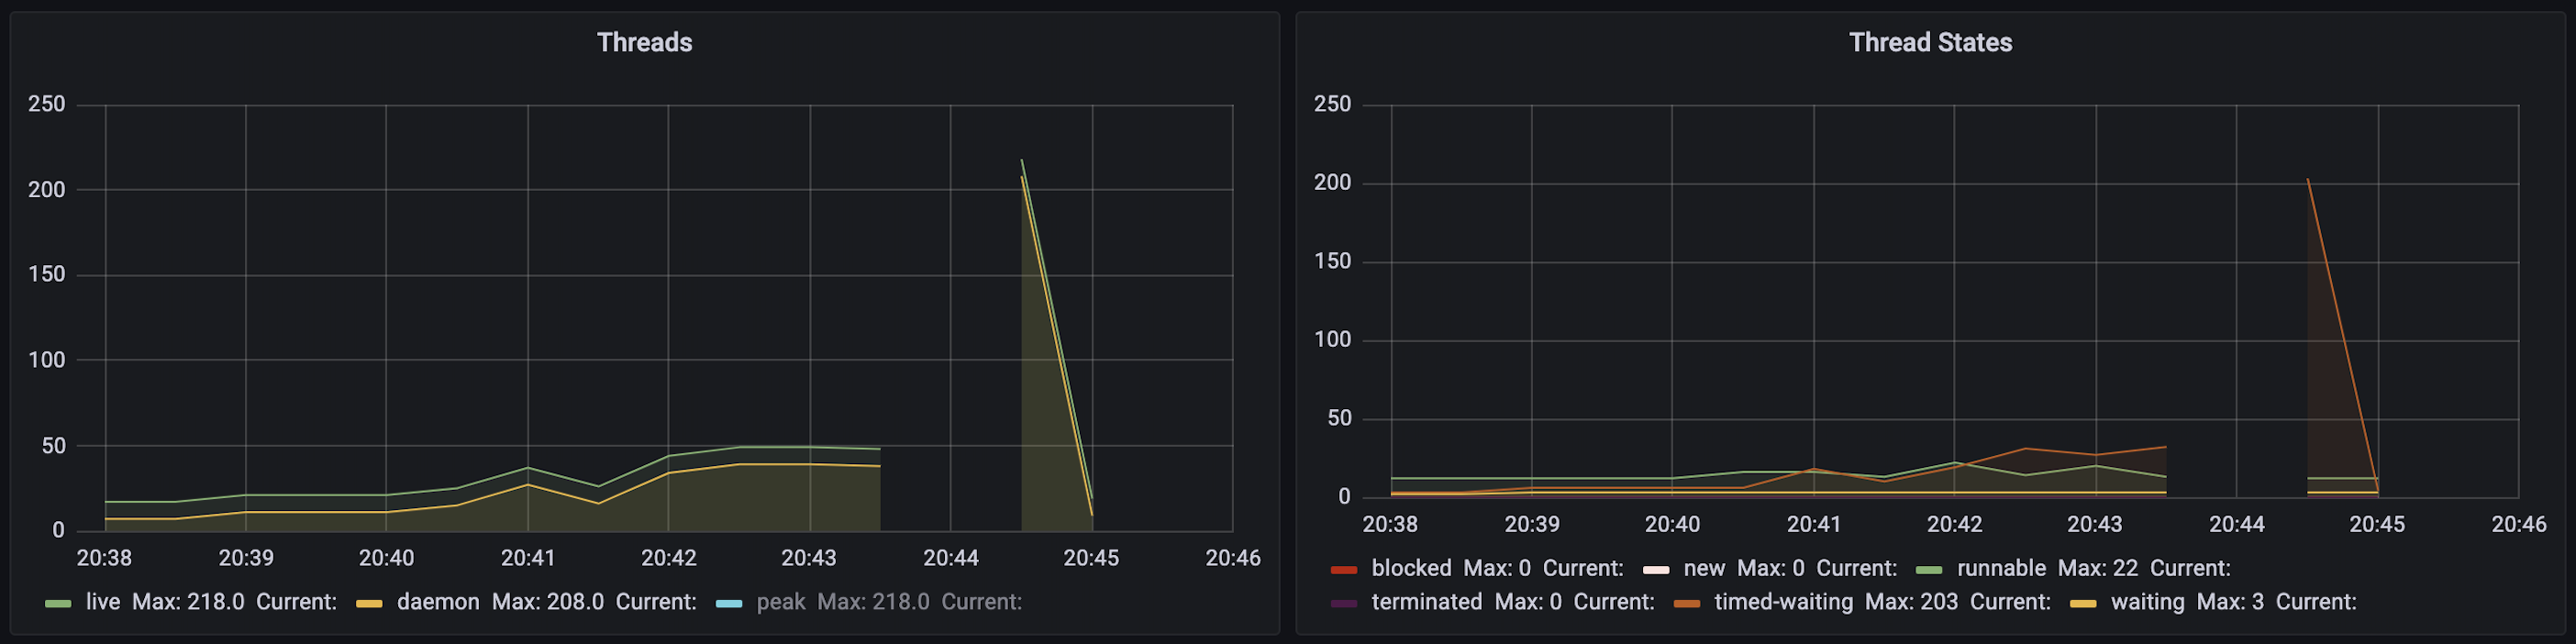 Threads
250
200
150
100
50
0
20:38 20:39 20:40 20:41 20:42 20:43 20:44 20:45 20:46
live Max: 218.0 Current: daemon Max: 208.0 Current: peak Max: 218.0 Current:
Thread States
250
200
150
100
50
0
20:38 20:39 20:40 20:41 20:42 20:43 20:44 20:45 20:46
blocked Max: 0 Current: new Max: 0 Current: runnable Max: 22 Current:
terminated Max: 0 Current: timed-waiting Max: 203 Current: waiting Max: 3 Current: